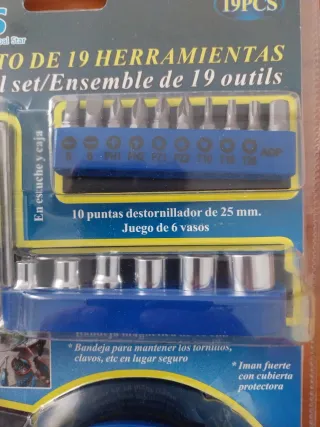 S
19PCS
ol Star
TO DE 19 HERRAMIENTAS
l set/Ensemble de 19 outils
En estuche y caja
10 puntas destornillador de 25 mm.
Juego de 6 vasos
* Bandeja para mantener los tornillos,
clavos, etc en lugar seguro
* Iman fuerte
con cubierta
protectora